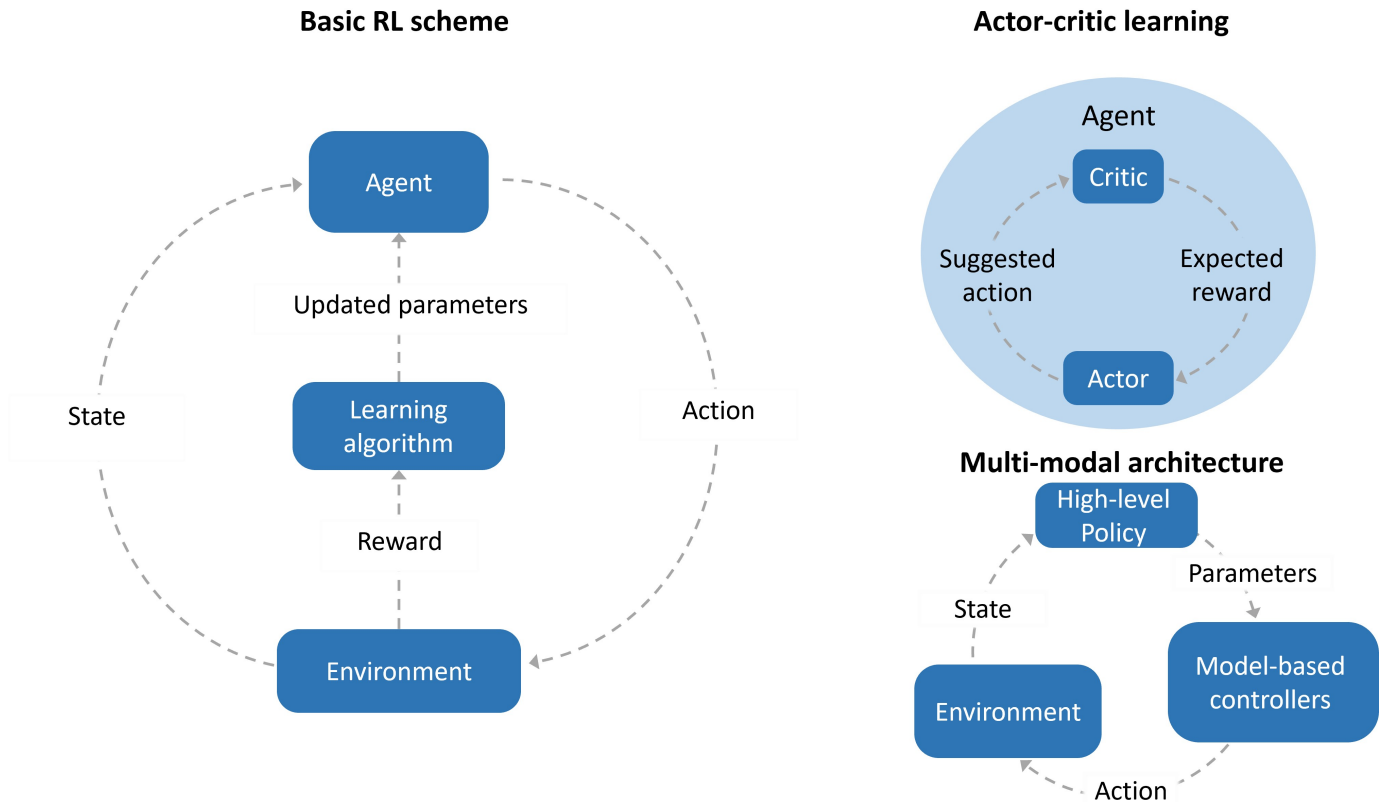 Basic RL scheme
Agent
Updated parameters
State
Learning
algorithm
Action
Reward
Environment
Actor-critic learning
Agent
Critic
Suggested
action
Expected
reward
Actor
Multi-modal architecture
High-level
Policy
Parameters
State
Model-based
controllers
Environment
Action